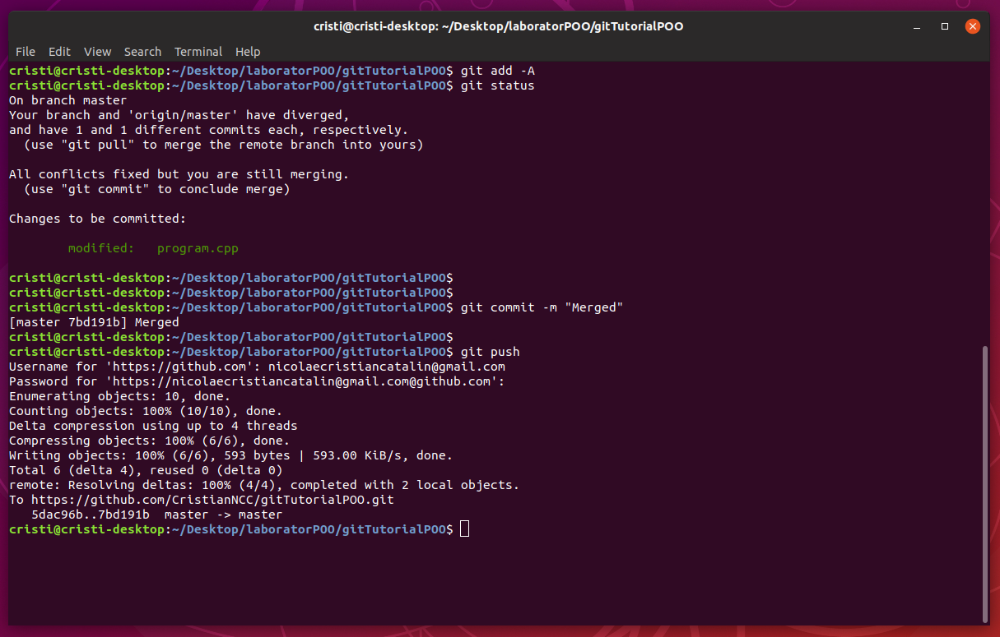 cristi@cristi-desktop: ~/Desktop/laboratorPOO/gitTutorialPOO
File Edit View Search Terminal Help
cristi@cristi-desktop:~/Desktop/laboratorPOO/gitTutorialPOO$ git add -A
cristi@cristi-desktop:~/Desktop/laboratorPOO/gitTutorialPOO$ git status
On branch master
Your branch and 'origin/master' have diverged,
and have 1 and 1 different commits each, respectively.
  (use "git pull" to merge the remote branch into yours)

All conflicts fixed but you are still merging.
  (use "git commit" to conclude merge)

Changes to be committed:

        modified:   program.cpp

cristi@cristi-desktop:~/Desktop/laboratorPOO/gitTutorialPOO$
cristi@cristi-desktop:~/Desktop/laboratorPOO/gitTutorialPOO$
cristi@cristi-desktop:~/Desktop/laboratorPOO/gitTutorialPOO$ git commit -m "Merged"
[master 7bd191b] Merged
cristi@cristi-desktop:~/Desktop/laboratorPOO/gitTutorialPOO$
cristi@cristi-desktop:~/Desktop/laboratorPOO/gitTutorialPOO$ git push
Username for 'https://github.com': nicolaecristiancatalin@gmail.com
Password for 'https://nicolaecristiancatalin@gmail.com@github.com':
Enumerating objects: 10, done.
Counting objects: 100% (10/10), done.
Delta compression using up to 4 threads
Compressing objects: 100% (6/6), done.
Writing objects: 100% (6/6), 593 bytes | 593.00 KiB/s, done.
Total 6 (delta 4), reused 0 (delta 0)
remote: Resolving deltas: 100% (4/4), completed with 2 local objects.
To https://github.com/CristianNCC/gitTutorialPOO.git
   5dac96b..7bd191b  master -> master
cristi@cristi-desktop:~/Desktop/laboratorPOO/gitTutorialPOO$